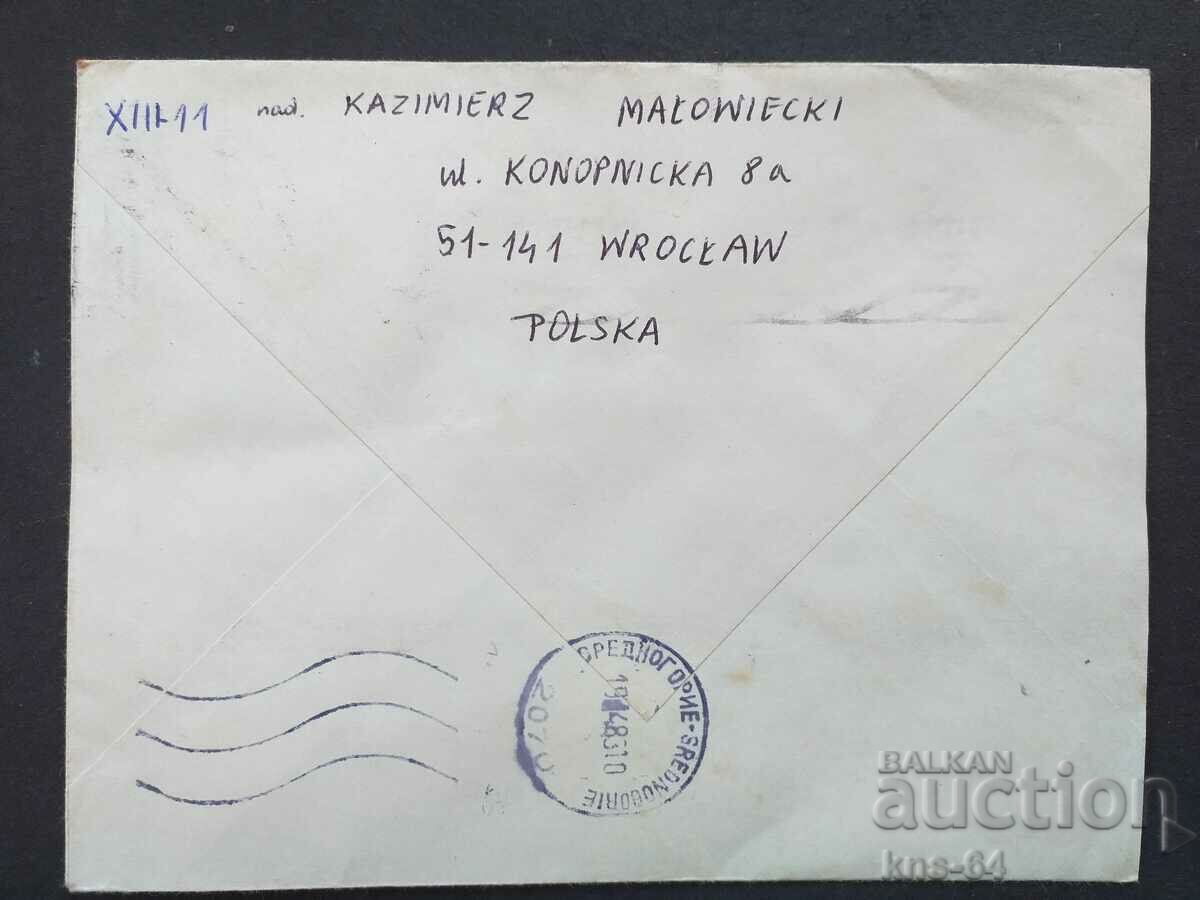 XIII-11 nad. KAZIMIERZ MAŁOWIECKI
ul. KONOPNICKA 8a
51-141 WROCŁAW
POLSKA
СРЕДНОГОРИЕ-SREDNOGORIE
2070
BALKAN
auction
kns-64